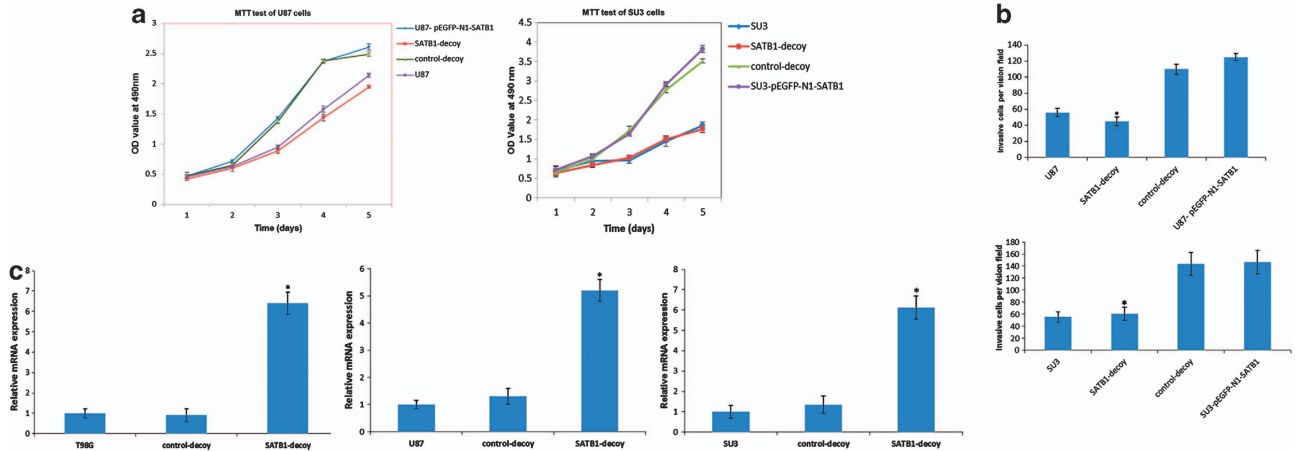 a
MTT test of U87 cells
OD value at 490nm
3
2.5
2
1.5
1
0.5
0
1 2 3 4 5
Time (days)
U87- pEGFP-N1-SATB1
SATB1-decoy
control-decoy
U87
MTT test of SU3 cells
OD Value at 490 nm
4.5
4
3.5
3
2.5
2
1.5
1
0.5
0
1 2 3 4 5
Time (days)
SU3
SATB1-decoy
control-decoy
SU3-pEGFP-N1-SATB1
b
Invasive cells per vision field
140
120
100
80
60
40
20
0
*
U87
SATB1-decoy
control-decoy
U87- pEGFP-N1-SATB1
Invasive cells per vision field
180
160
140
120
100
80
60
40
20
0
*
SU3
SATB1-decoy
control-decoy
SU3-pEGFP-N1-SATB1
c
Relative mRNA expression
8
7
6
5
4
3
2
1
0
*
T98G control-decoy SATB1-decoy
Relative mRNA expression
6
5
4
3
2
1
0
*
U87 control-decoy SATB1-decoy
Relative mRNA expression
8
7
6
5
4
3
2
1
0
*
SU3 control-decoy SATB1-decoy